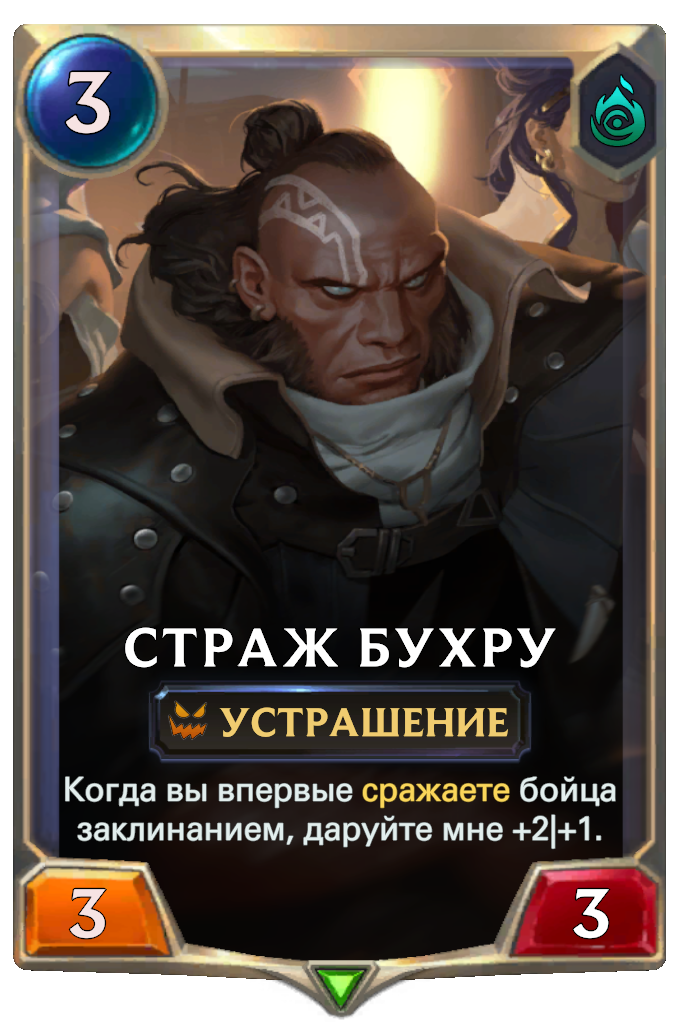 3
СТРАЖ БУХРУ
УСТРАШЕНИЕ
Когда вы впервые сражаете бойца
заклинанием, даруйте мне +2|+1.
3
3